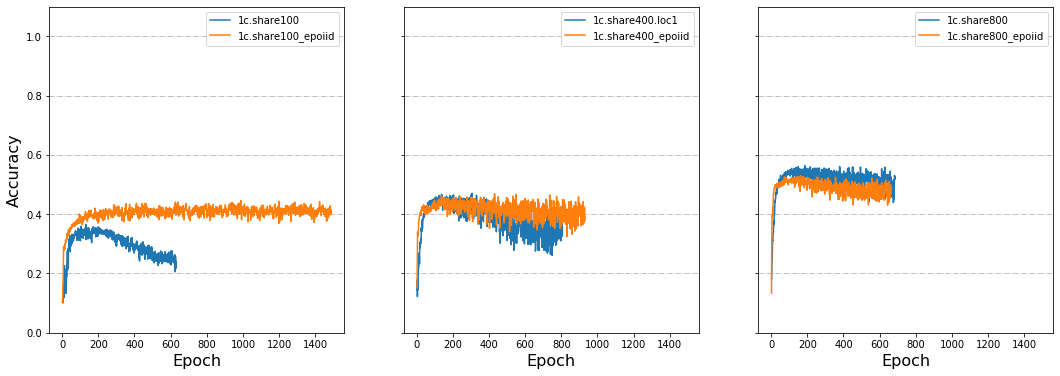 1c.share100
1c.share100_epoiid
Accuracy
1.0
0.8
0.6
0.4
0.2
0.0
0 200 400 600 800 1000 1200 1400
Epoch
1c.share400.loc1
1c.share400_epoiid
0 200 400 600 800 1000 1200 1400
Epoch
1c.share800
1c.share800_epoiid
0 200 400 600 800 1000 1200 1400
Epoch